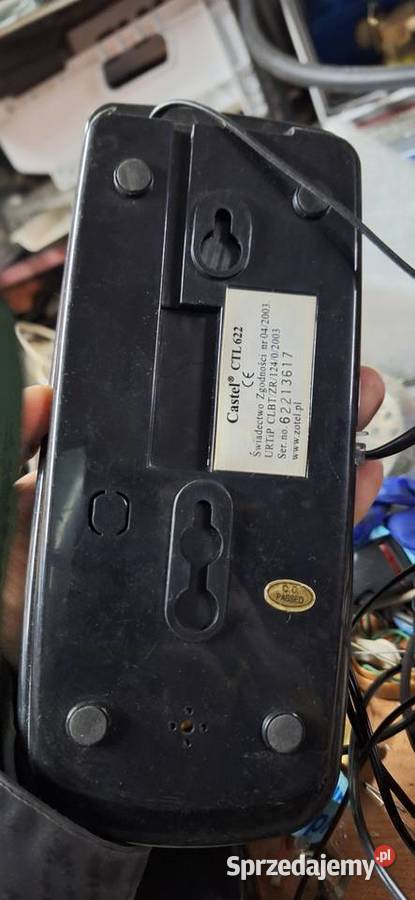 Castel® CTL 622
CE
Świadectwo Zgodności nr 04/2003
URTiP CLBT/ZR/124/0/2003
Ser. no. 62213617
www.zotel.pl
Q.C.
PASSED
Sprzedajemy.pl